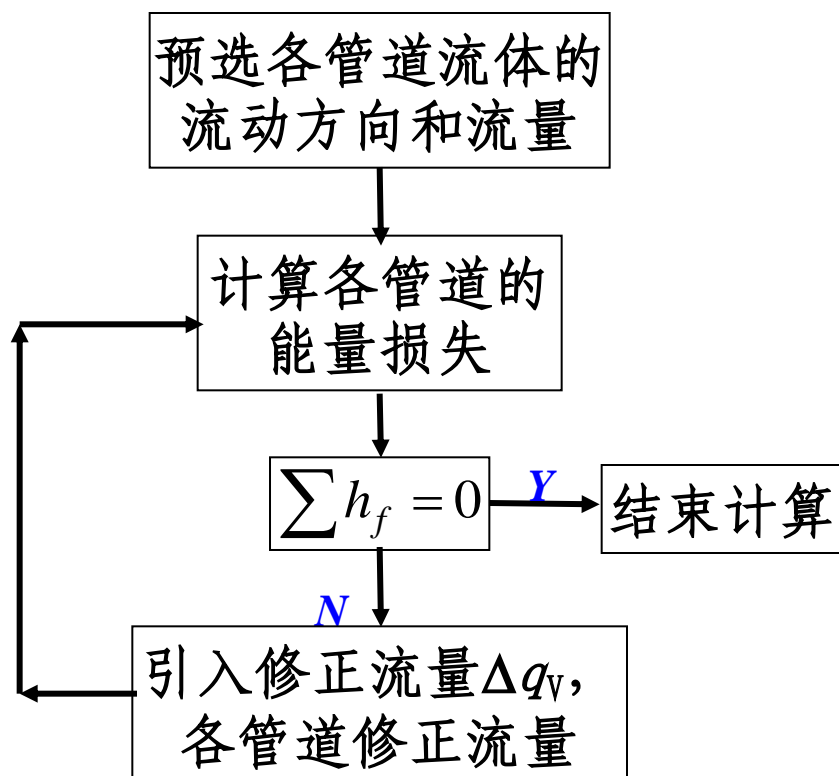 预选各管道流体的
流动方向和流量
计算各管道的
能量损失
∑h_f = 0
Y
结束计算
N
引入修正流量Δq_V,
各管道修正流量